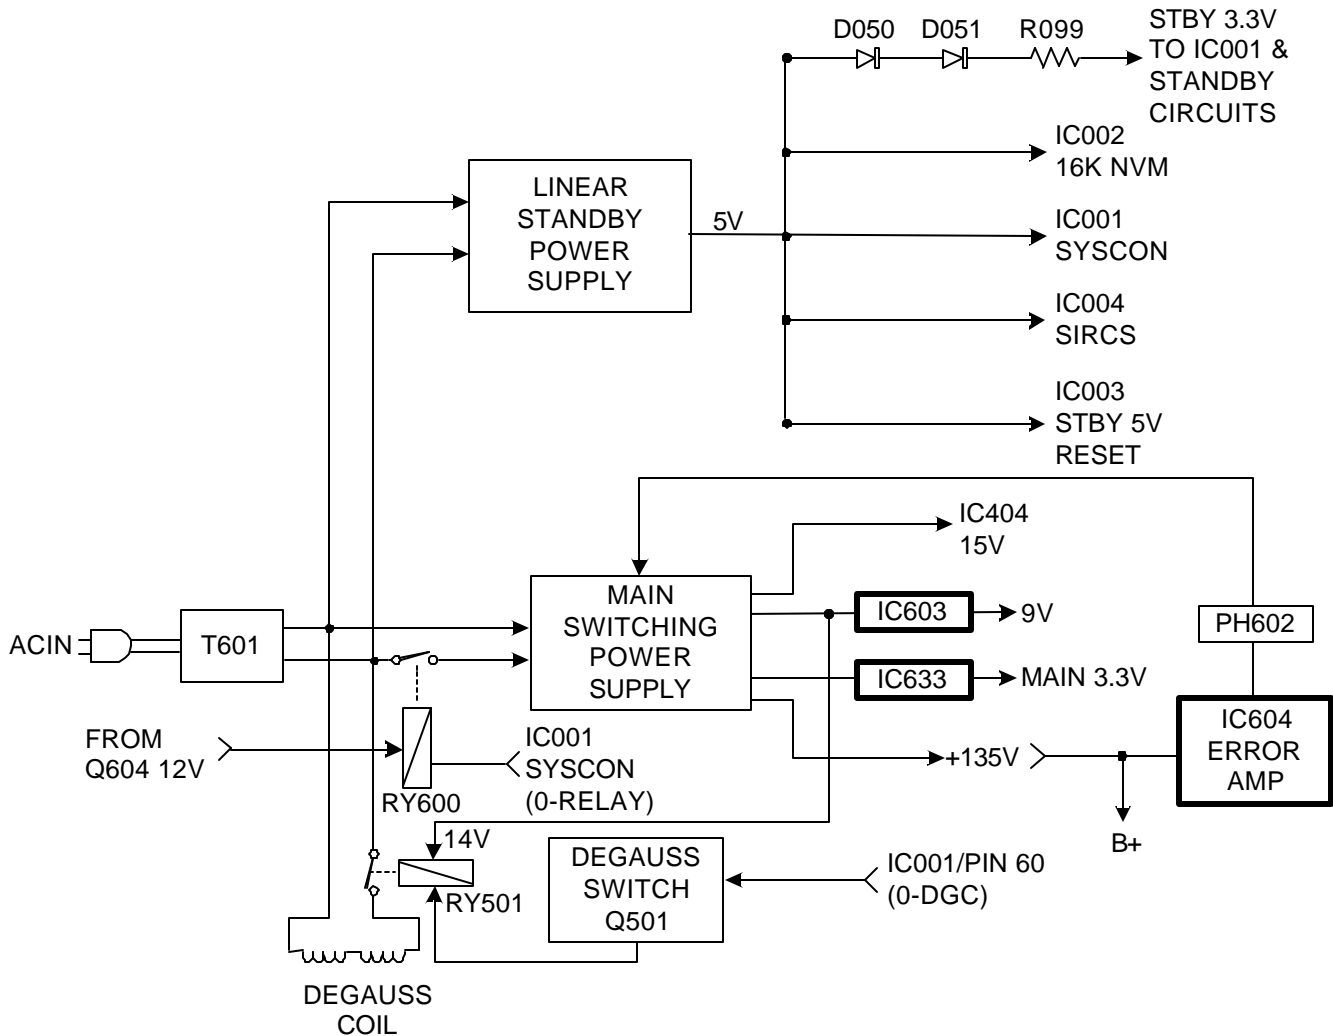 D050
D051
R099
STBY 3.3V
TO IC001 &
STANDBY
CIRCUITS
IC002
16K NVM
LINEAR
STANDBY
POWER
SUPPLY
5V
IC001
SYSCON
IC004
SIRCS
IC003
STBY 5V
RESET
IC404
15V
MAIN
SWITCHING
POWER
SUPPLY
IC603
9V
PH602
ACIN
T601
IC633
MAIN 3.3V
IC604
ERROR
AMP
FROM
Q604 12V
RY600
IC001
SYSCON
(0-RELAY)
+135V
B+
14V
RY501
DEGAUSS
SWITCH
Q501
IC001/PIN 60
(0-DGC)
DEGAUSS
COIL